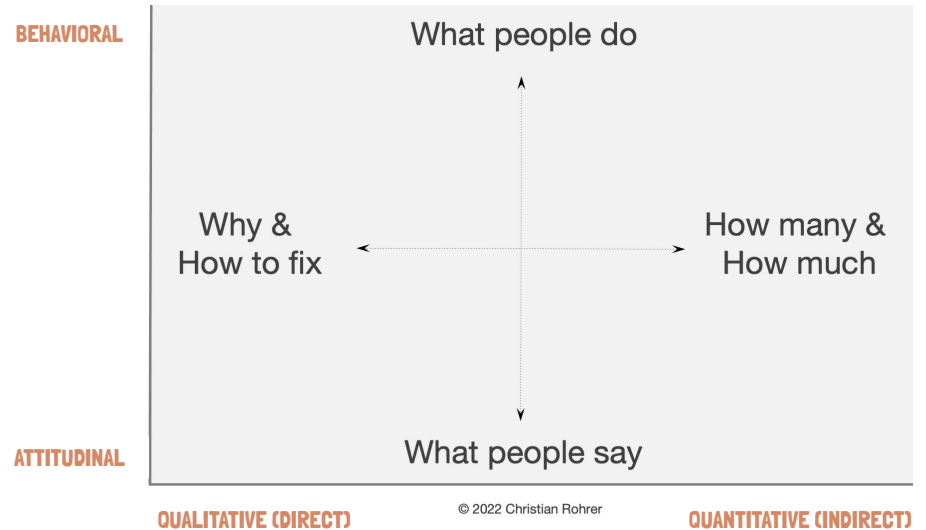 BEHAVIORAL
What people do
Why &
How to fix
How many &
How much
What people say
ATTITUDINAL
© 2022 Christian Rohrer
QUALITATIVE (DIRECT)
QUANTITATIVE (INDIRECT)